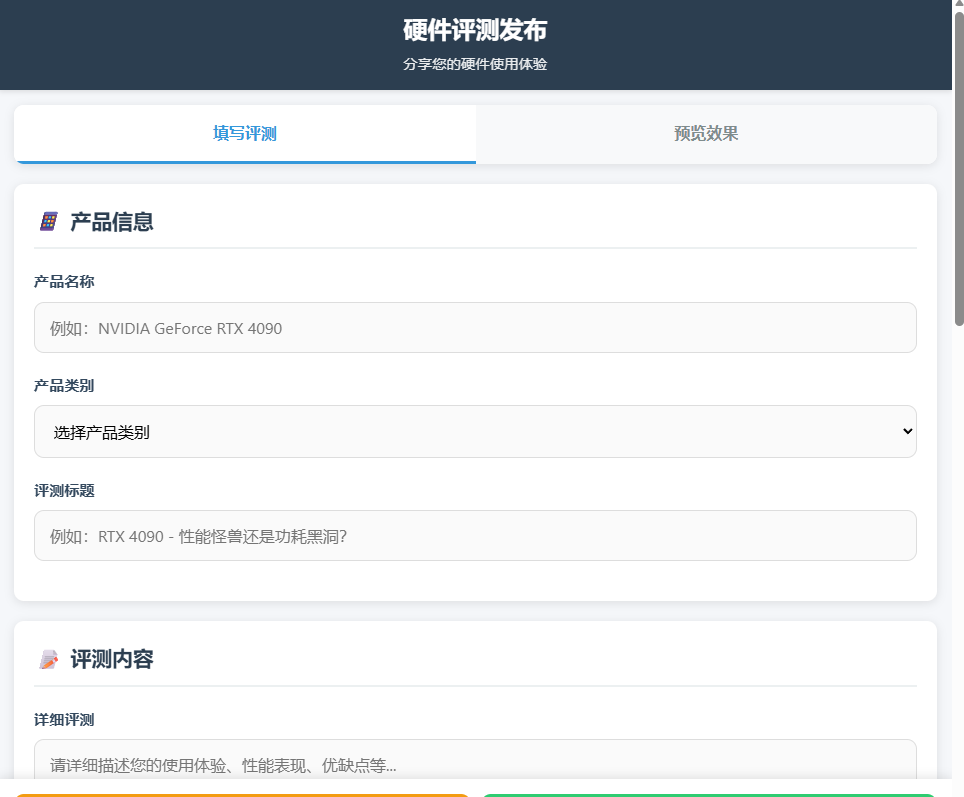 硬件评测发布
分享您的硬件使用体验
填写评测
预览效果
产品信息
产品名称
例如：NVIDIA GeForce RTX 4090
产品类别
选择产品类别
评测标题
例如：RTX 4090 - 性能怪兽还是功耗黑洞？
评测内容
详细评测
请详细描述您的使用体验、性能表现、优缺点等...